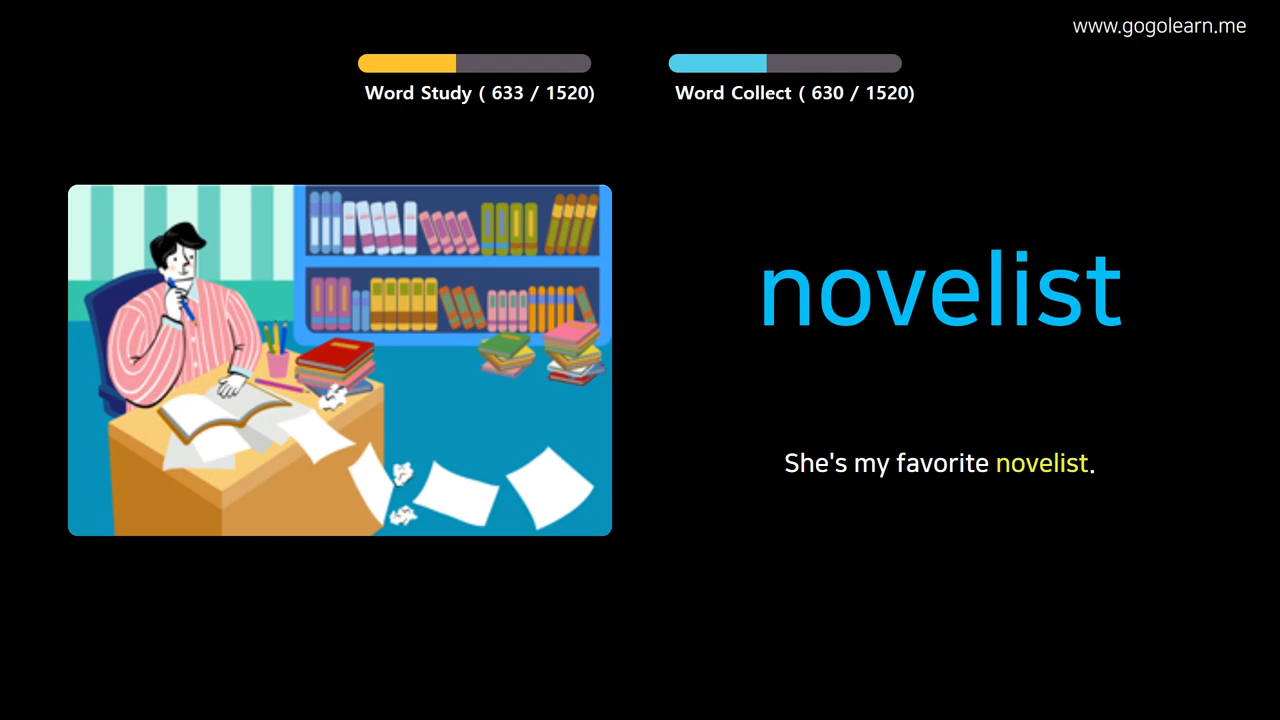 www.gogolearn.me
Word Study ( 633 / 1520)
Word Collect ( 630 / 1520)
novelist
She's my favorite novelist.